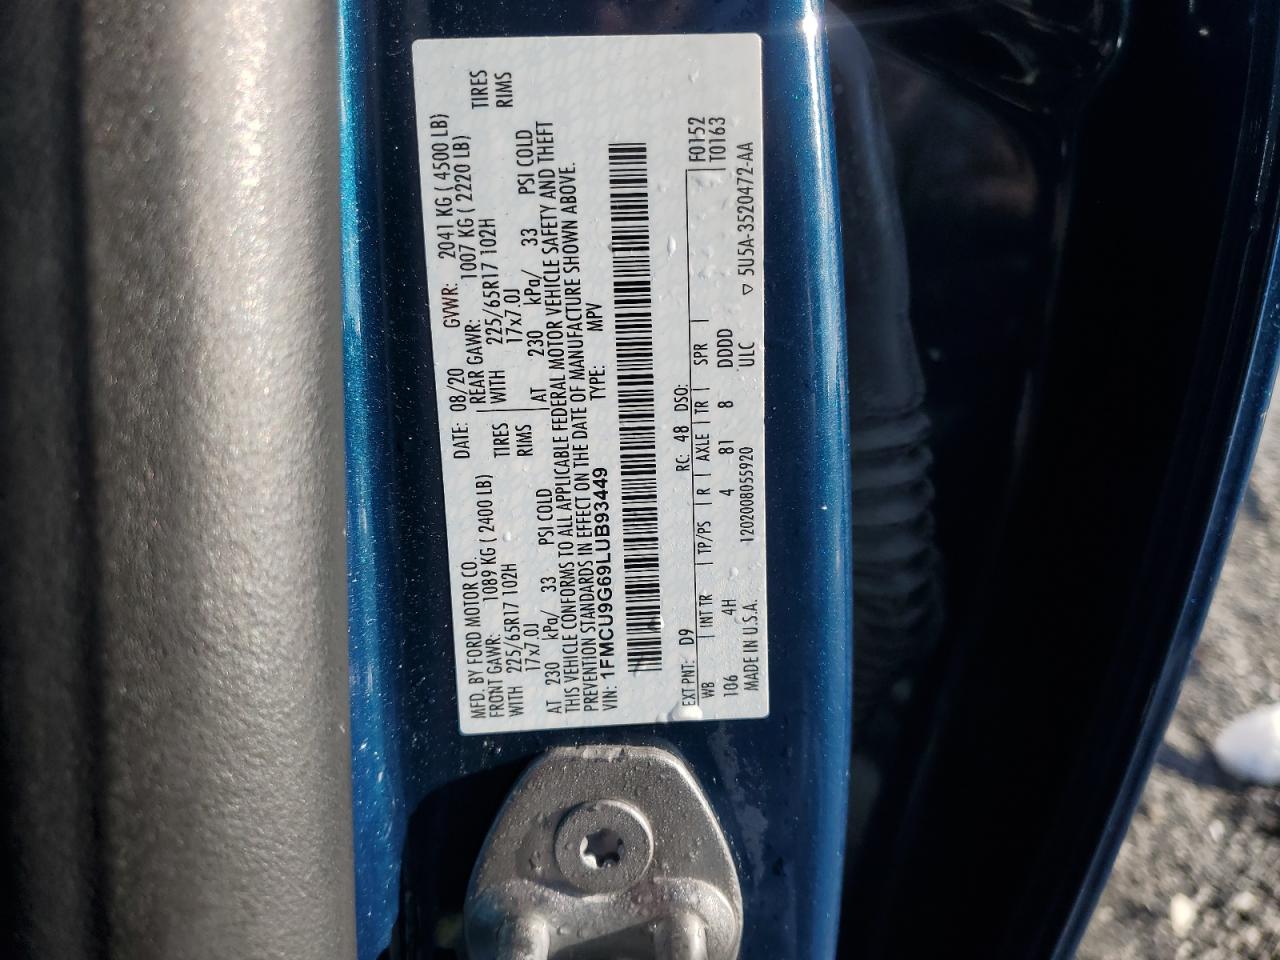 MFD. BY FORD MOTOR CO. DATE: 08/20 GVWR: 2041 KG ( 4500 LB)
FRONT GAWR: 1089 KG ( 2400 LB) REAR GAWR: 1007 KG ( 2220 LB)
WITH 225/65R17 102H TIRES WITH 225/65R17 102H TIRES
17x7.0J RIMS 17x7.0J RIMS
AT 230 kPa/ 33 PSI COLD AT 230 kPa/ 33 PSI COLD
THIS VEHICLE CONFORMS TO ALL APPLICABLE FEDERAL MOTOR VEHICLE SAFETY AND THEFT
PREVENTION STANDARDS IN EFFECT ON THE DATE OF MANUFACTURE SHOWN ABOVE.
VIN: 1FMCU9G69LUB93449 TYPE: MPV
EXT PNT: D9 RC: 48 DSO: F0152
WB INT TR TP/PS R AXLE TR SPR T0163
106 4H 4 81 8 DDDD
MADE IN U.S.A. 1202008055920 ULC ▽ 5U5A-3520472-AA